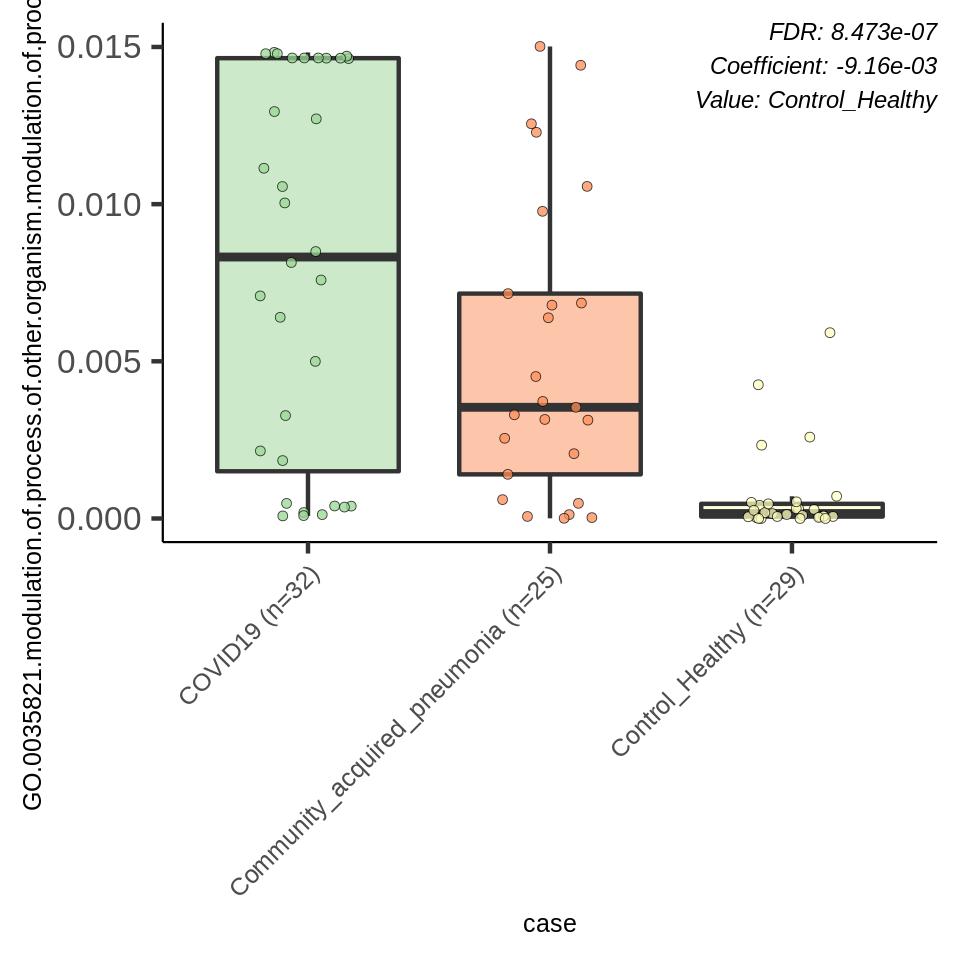 FDR: 8.473e-07
Coefficient: -9.16e-03
Value: Control_Healthy
GO.0035821.modulation.of.process.of.other.organism.modulation.of.proc
0.015
0.010
0.005
0.000
COVID19 (n=32)
Community_acquired_pneumonia (n=25)
Control_Healthy (n=29)
case